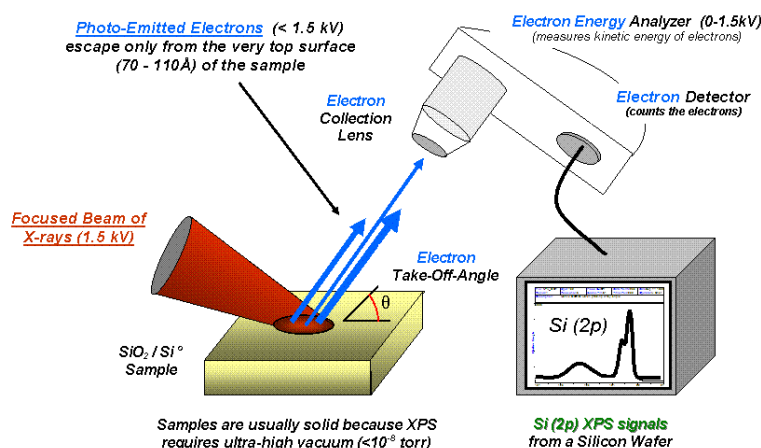 Photo-Emitted Electrons (< 1.5 kV)
escape only from the very top surface
(70 - 110Å) of the sample
Electron Energy Analyzer (0-1.5kV)
(measures kinetic energy of electrons)
Electron
Collection
Lens
Electron Detector
(counts the electrons)
Focused Beam of
X-rays (1.5 kV)
Electron
Take-Off-Angle
θ
Si (2p)
SiO₂ / Si°
Sample
Samples are usually solid because XPS
requires ultra-high vacuum (<10⁻⁸ torr)
Si (2p) XPS signals
from a Silicon Wafer